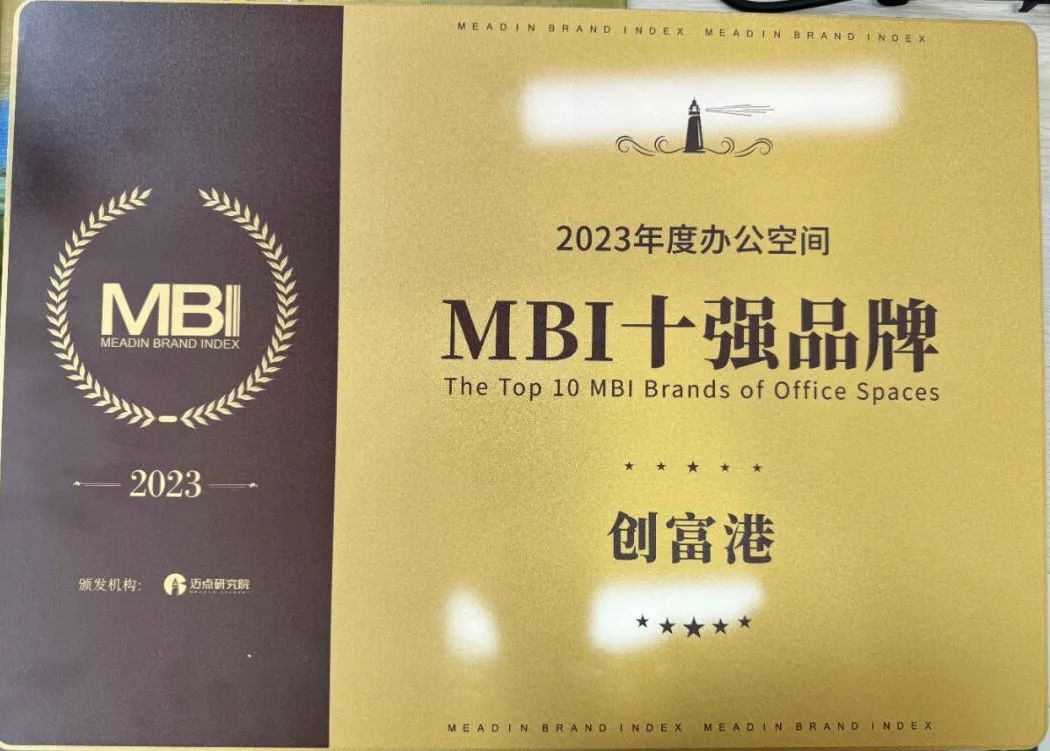 MEADIN BRAND INDEX MEADIN BRAND INDEX
2023年度办公空间
MBI十强品牌
The Top 10 MBI Brands of Office Spaces
创富港
MEADIN BRAND INDEX MEADIN BRAND INDEX
MBI
MEADIN BRAND INDEX
2023
颁发机构: 迈点研究院